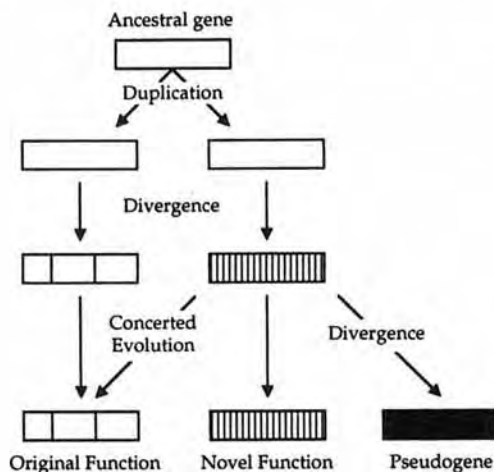 Ancestral gene
Duplication
Divergence
Concerted
Evolution
Divergence
Original Function
Novel Function
Pseudogene